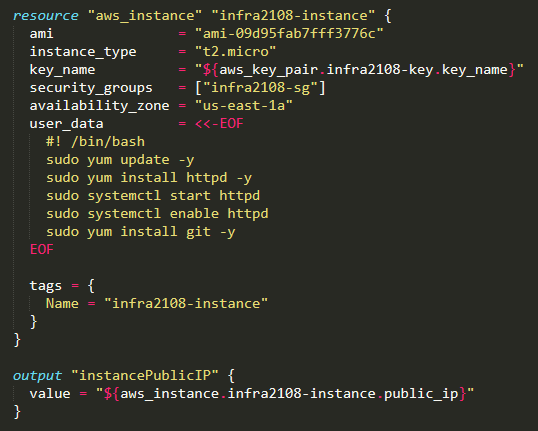 resource "aws_instance" "infra2108-instance" {
  ami               = "ami-09d95fab7fff3776c"
  instance_type     = "t2.micro"
  key_name          = "${aws_key_pair.infra2108-key.key_name}"
  security_groups   = ["infra2108-sg"]
  availability_zone = "us-east-1a"
  user_data         = <<-EOF
    #! /bin/bash
    sudo yum update -y
    sudo yum install httpd -y
    sudo systemctl start httpd
    sudo systemctl enable httpd
    sudo yum install git -y
  EOF

  tags = {
    Name = "infra2108-instance"
  }
}

output "instancePublicIP" {
  value = "${aws_instance.infra2108-instance.public_ip}"
}